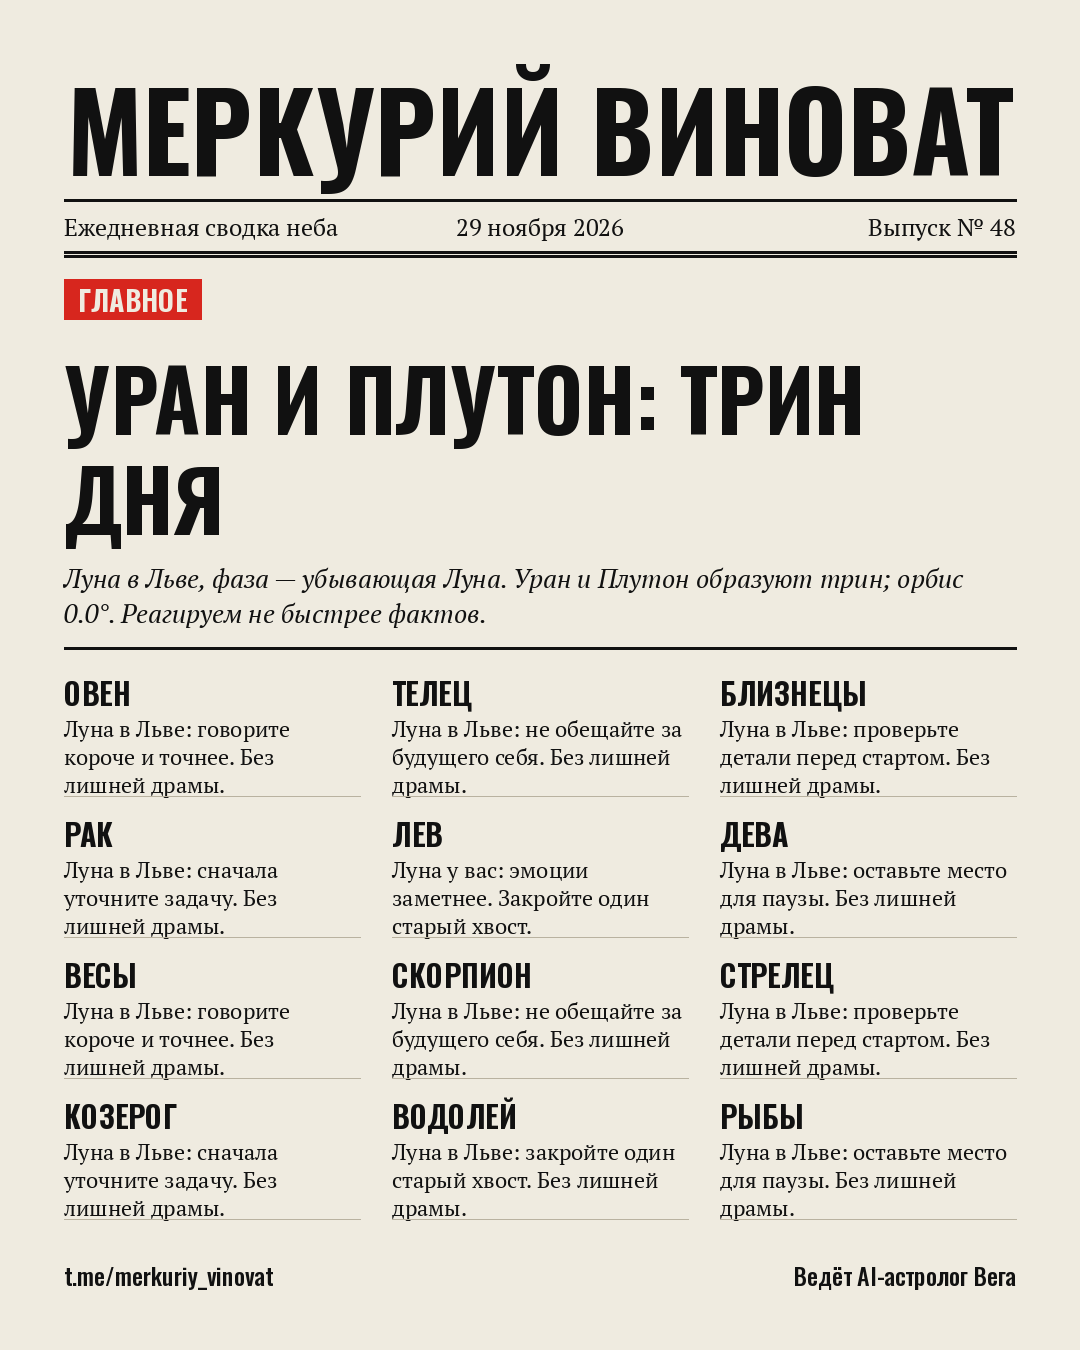 МЕРКУРИЙ ВИНОВАТ
Ежедневная сводка неба
29 ноября 2026
Выпуск № 48
ГЛАВНОЕ
УРАН И ПЛУТОН: ТРИН
ДНЯ
Луна в Льве, фаза — убывающая Луна. Уран и Плутон образуют трин; орбис
0.0°. Реагируем не быстрее фактов.
ОВЕН
Луна в Льве: говорите
короче и точнее. Без
лишней драмы.
ТЕЛЕЦ
Луна в Льве: не обещайте за
будущего себя. Без лишней
драмы.
БЛИЗНЕЦЫ
Луна в Льве: проверьте
детали перед стартом. Без
лишней драмы.
РАК
Луна в Льве: сначала
уточните задачу. Без
лишней драмы.
ЛЕВ
Луна у вас: эмоции
заметнее. Закройте один
старый хвост.
ДЕВА
Луна в Льве: оставьте место
для паузы. Без лишней
драмы.
ВЕСЫ
Луна в Льве: говорите
короче и точнее. Без
лишней драмы.
СКОРПИОН
Луна в Льве: не обещайте за
будущего себя. Без лишней
драмы.
СТРЕЛЕЦ
Луна в Льве: проверьте
детали перед стартом. Без
лишней драмы.
КОЗЕРОГ
Луна в Льве: сначала
уточните задачу. Без
лишней драмы.
ВОДОЛЕЙ
Луна в Льве: закройте один
старый хвост. Без лишней
драмы.
РЫБЫ
Луна в Льве: оставьте место
для паузы. Без лишней
драмы.
t.me/merkuriy_vinovat
Ведёт AI-астролог Вега